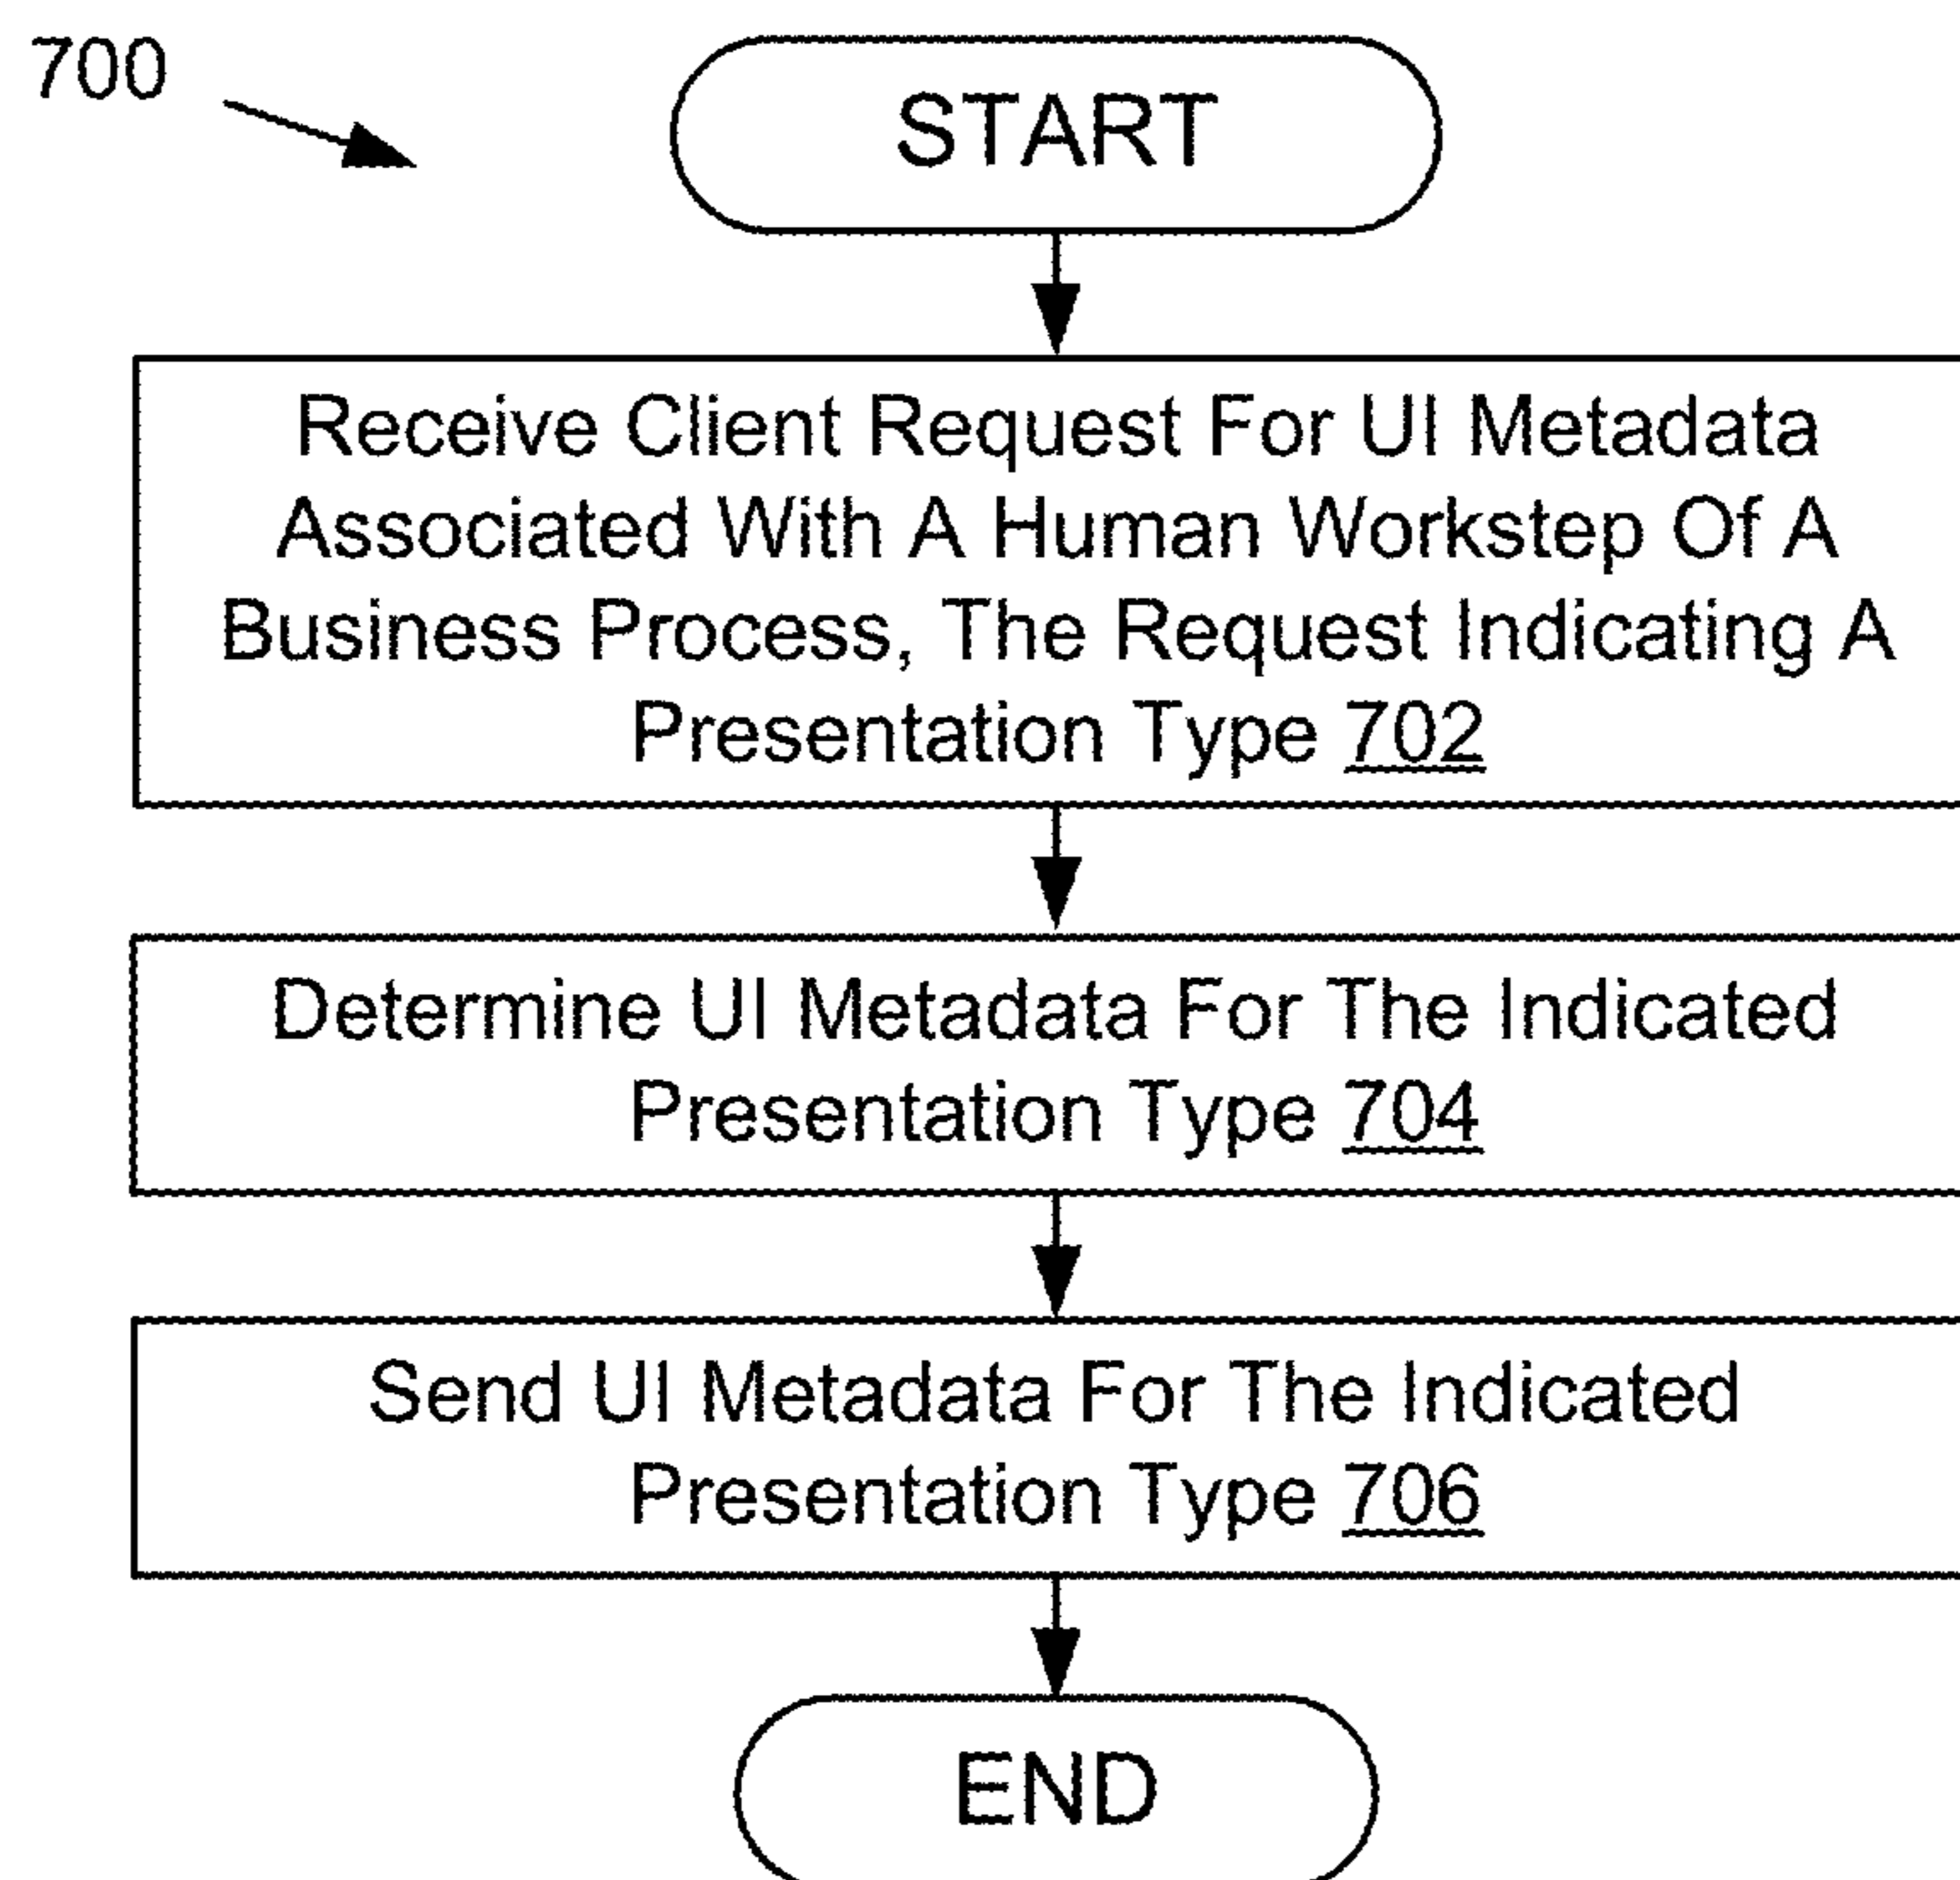 700
START
Receive Client Request For UI Metadata
Associated With A Human Workstep Of A
Business Process, The Request Indicating A
Presentation Type 702
Determine UI Metadata For The Indicated
Presentation Type 704
Send UI Metadata For The Indicated
Presentation Type 706
END